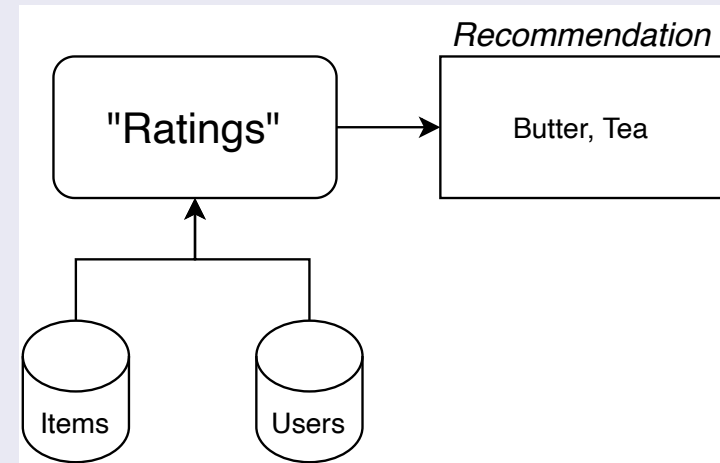 Recommendation
"Ratings"
Butter, Tea
Items
Users